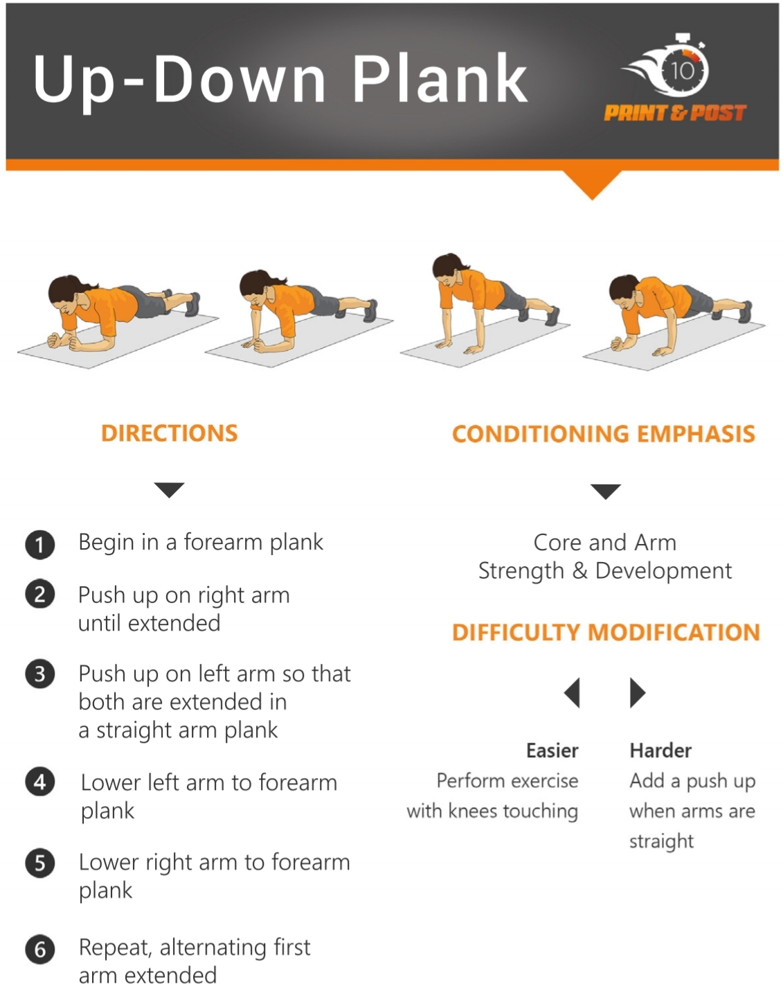 Up-Down Plank
10
PRINT & POST
DIRECTIONS
1 Begin in a forearm plank
2 Push up on right arm
until extended
3 Push up on left arm so that
both are extended in
a straight arm plank
4 Lower left arm to forearm
plank
5 Lower right arm to forearm
plank
6 Repeat, alternating first
arm extended
CONDITIONING EMPHASIS
Core and Arm
Strength & Development
DIFFICULTY MODIFICATION
Easier
Perform exercise
with knees touching
Harder
Add a push up
when arms are
straight